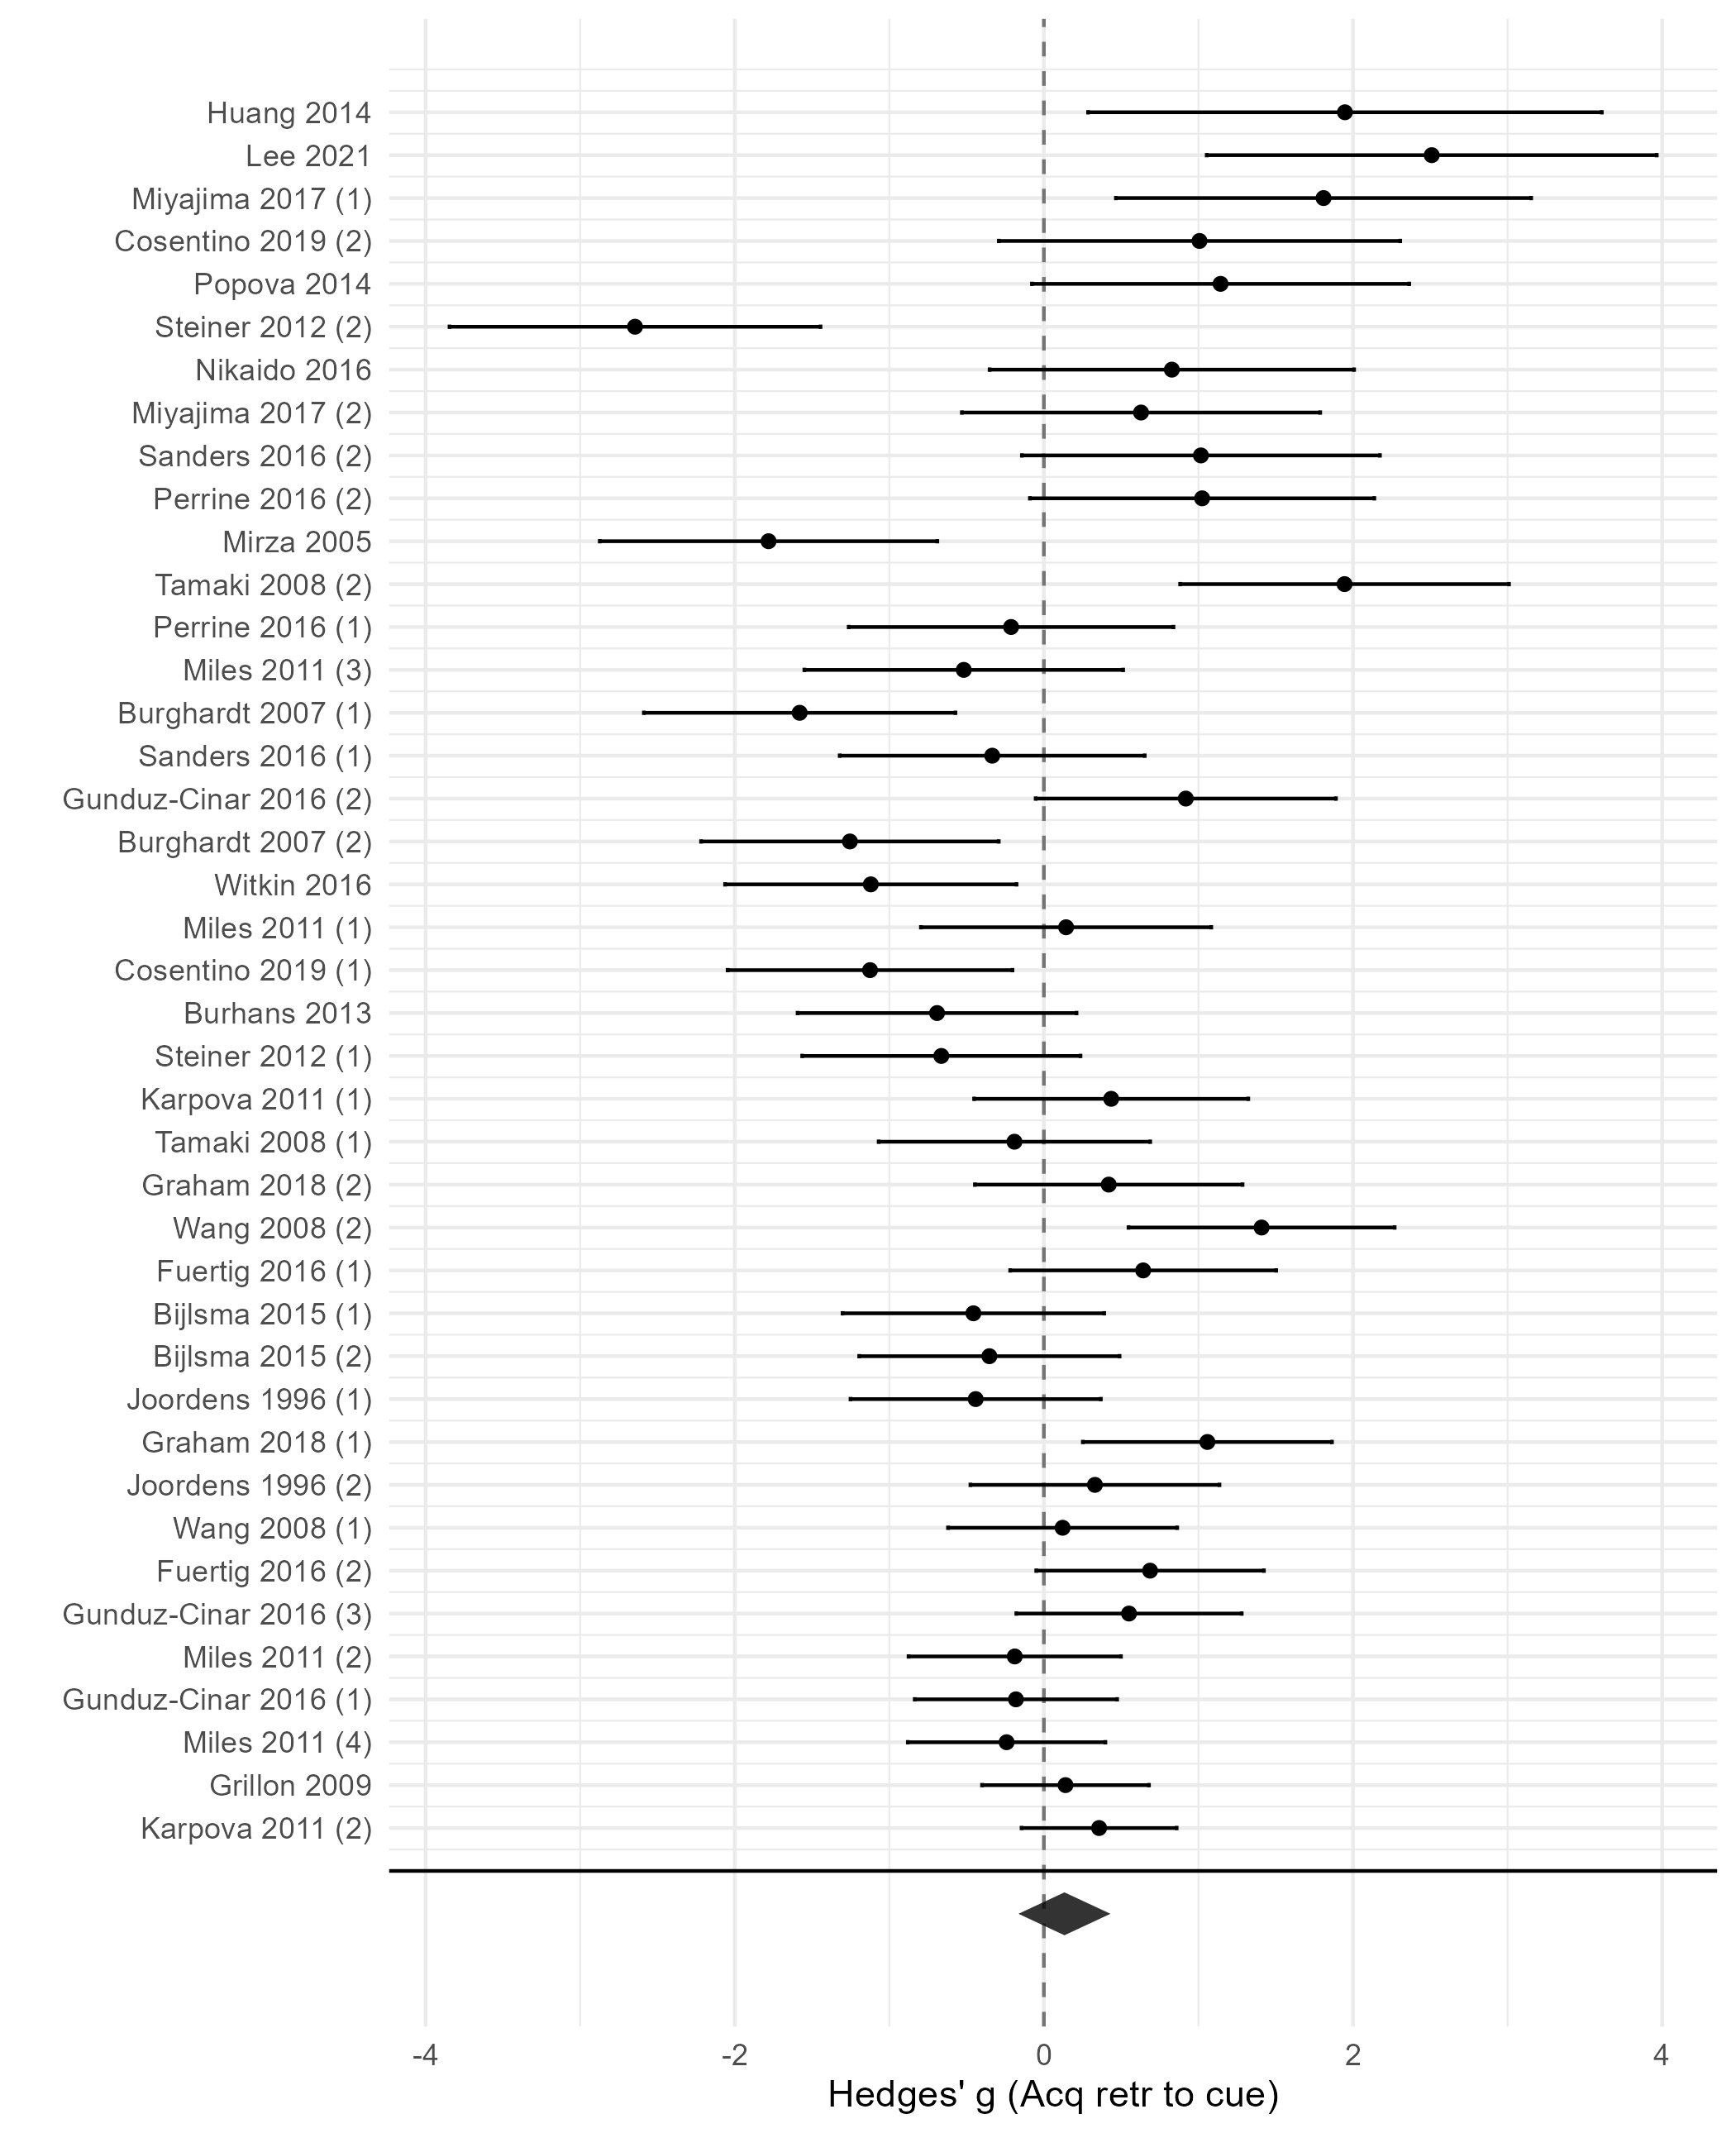 Huang 2014
Lee 2021
Miyajima 2017 (1)
Cosentino 2019 (2)
Popova 2014
Steiner 2012 (2)
Nikaido 2016
Miyajima 2017 (2)
Sanders 2016 (2)
Perrine 2016 (2)
Mirza 2005
Tamaki 2008 (2)
Perrine 2016 (1)
Miles 2011 (3)
Burghardt 2007 (1)
Sanders 2016 (1)
Gunduz-Cinar 2016 (2)
Burghardt 2007 (2)
Witkin 2016
Miles 2011 (1)
Cosentino 2019 (1)
Burhans 2013
Steiner 2012 (1)
Karpova 2011 (1)
Tamaki 2008 (1)
Graham 2018 (2)
Wang 2008 (2)
Fuertig 2016 (1)
Bijlsma 2015 (1)
Bijlsma 2015 (2)
Joordens 1996 (1)
Graham 2018 (1)
Joordens 1996 (2)
Wang 2008 (1)
Fuertig 2016 (2)
Gunduz-Cinar 2016 (3)
Miles 2011 (2)
Gunduz-Cinar 2016 (1)
Miles 2011 (4)
Grillon 2009
Karpova 2011 (2)
-4 -2 0 2 4
Hedges' g (Acq retr to cue)